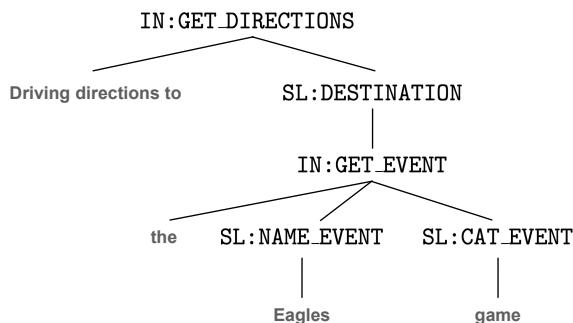 IN:GET_DIRECTIONS
Driving directions to SL:DESTINATION
IN:GET_EVENT
the SL:NAME_EVENT SL:CAT_EVENT
Eagles game